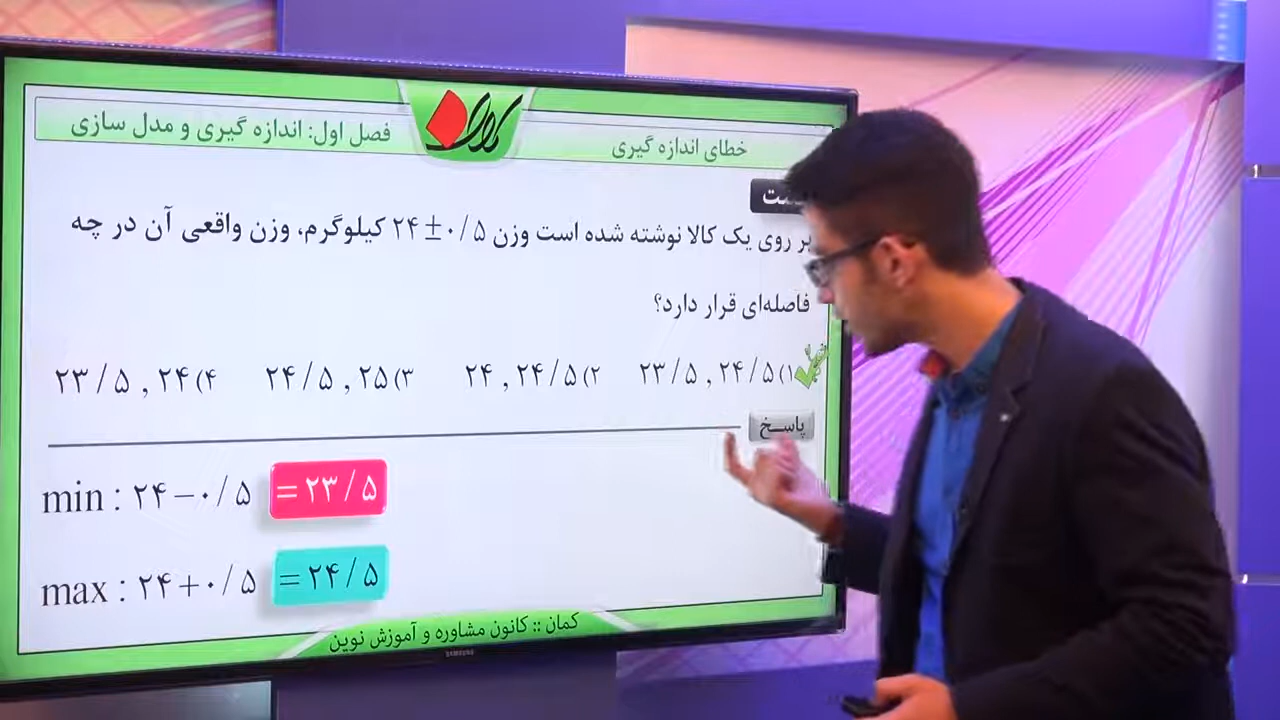 خطای اندازه گیری
فصل اول: اندازه گیری و مدل سازی
بر روی یک کالا نوشته شده است وزن ۲۴±۰/۵ کیلوگرم، وزن واقعی آن در چه
فاصله‌ای قرار دارد؟
۱) ۲۳/۵ , ۲۴/۵
۲) ۲۴ , ۲۴/۵
۳) ۲۴/۵ , ۲۵
۴) ۲۳/۵ , ۲۴
پاسخ
min : ۲۴-۰/۵ =۲۳/۵
max : ۲۴+۰/۵ =۲۴/۵
کمان :: کانون مشاوره و آموزش نوین
SAMSUNG